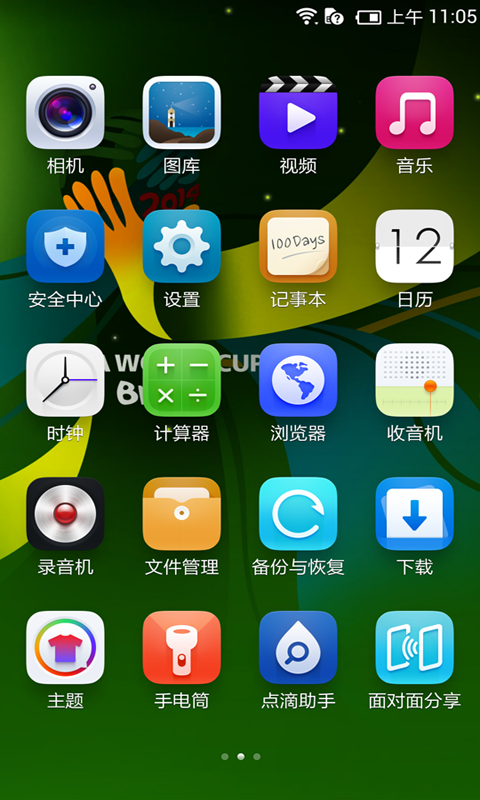 上午 11:05
相机
图库
视频
音乐
2014
100Days
12
安全中心
设置
记事本
日历
A WO CUP
B
时钟
计算器
浏览器
收音机
录音机
文件管理
备份与恢复
下载
主题
手电筒
点滴助手
面对面分享